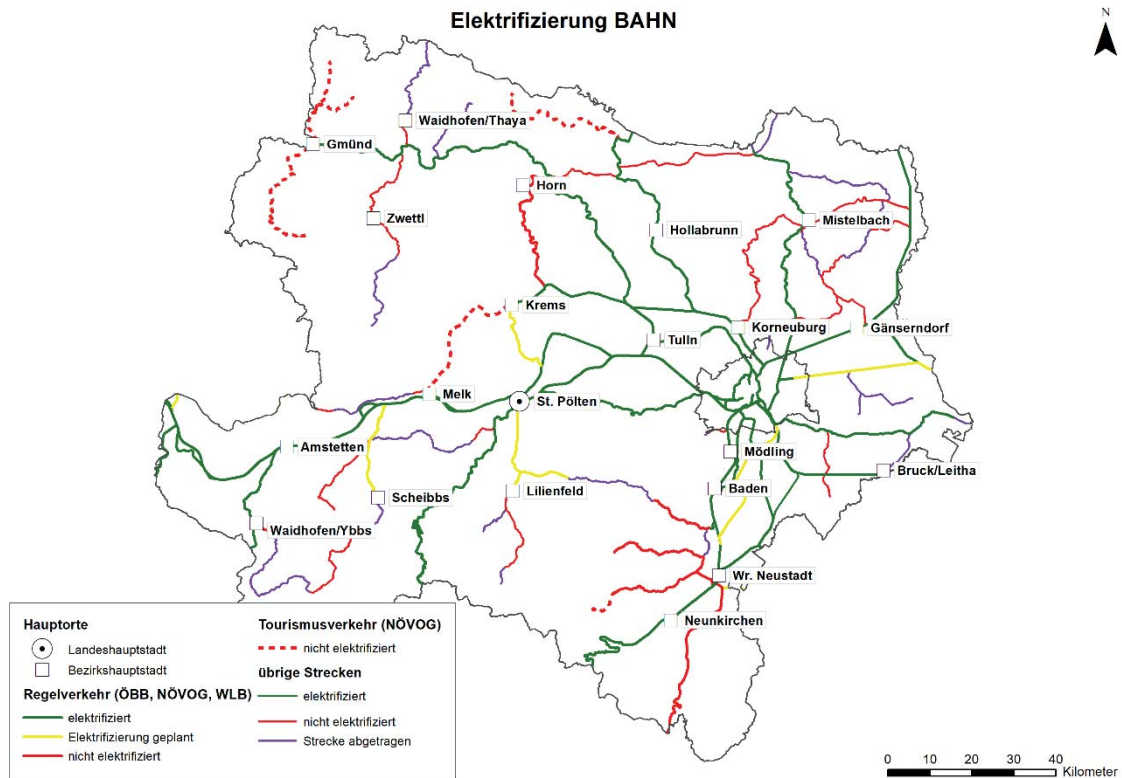 Elektrifizierung BAHN
N
Waidhofen/Thaya
Gmünd
Horn
Zwettl
Hollabrunn
Mistelbach
Krems
Korneuburg
Gänserndorf
Tulln
Melk
St. Pölten
Amstetten
Mödling
Bruck/Leitha
Scheibbs
Lilienfeld
Baden
Waidhofen/Ybbs
Wr. Neustadt
Neunkirchen
Hauptorte
Landeshauptstadt
Bezirkshauptstadt
Regelverkehr (ÖBB, NÖVOG, WLB)
elektrifiziert
Elektrifizierung geplant
nicht elektrifiziert
Tourismusverkehr (NÖVOG)
nicht elektrifiziert
übrige Strecken
elektrifiziert
nicht elektrifiziert
Strecke abgetragen
0 10 20 30 40
Kilometer